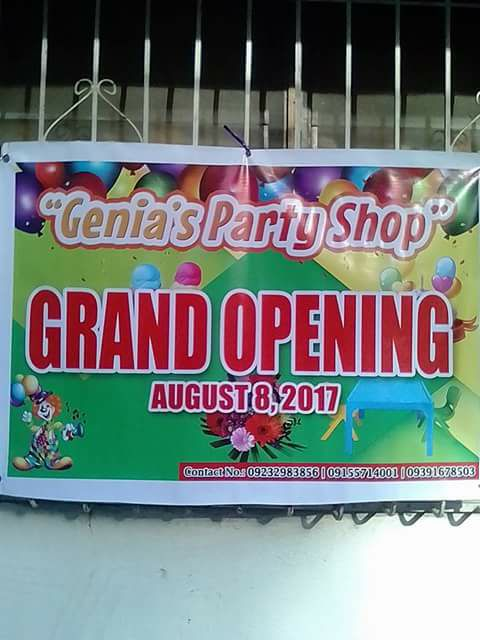 "Genia's Party Shop"
GRAND OPENING
AUGUST 8, 2017
Contact No.: 09232983856 | 09155714001 | 09391678503